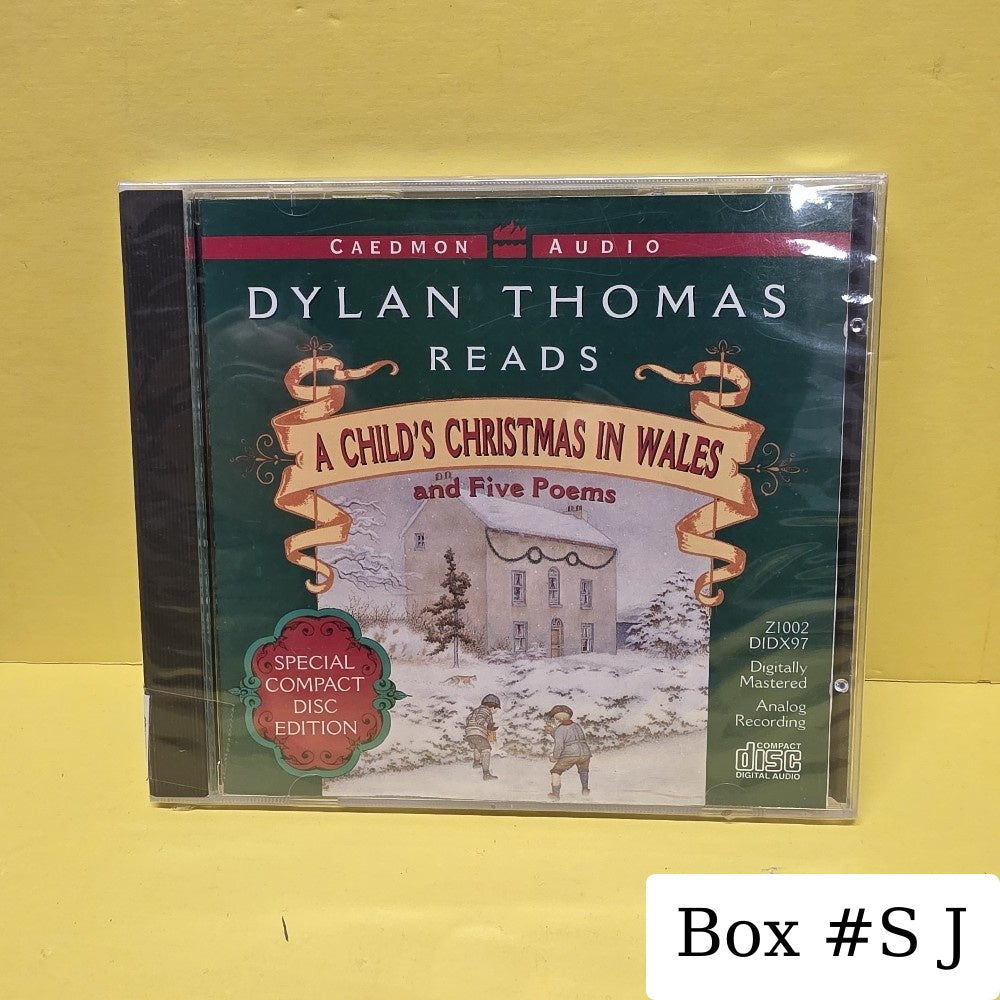 CAEDMON AUDIO
DYLAN THOMAS
READS
A CHILD'S CHRISTMAS IN WALES
and Five Poems
SPECIAL
COMPACT
DISC
EDITION
Z1002
DIDX97
Digitally
Mastered
Analog
Recording
COMPACT
disc
DIGITAL AUDIO
Box #S J